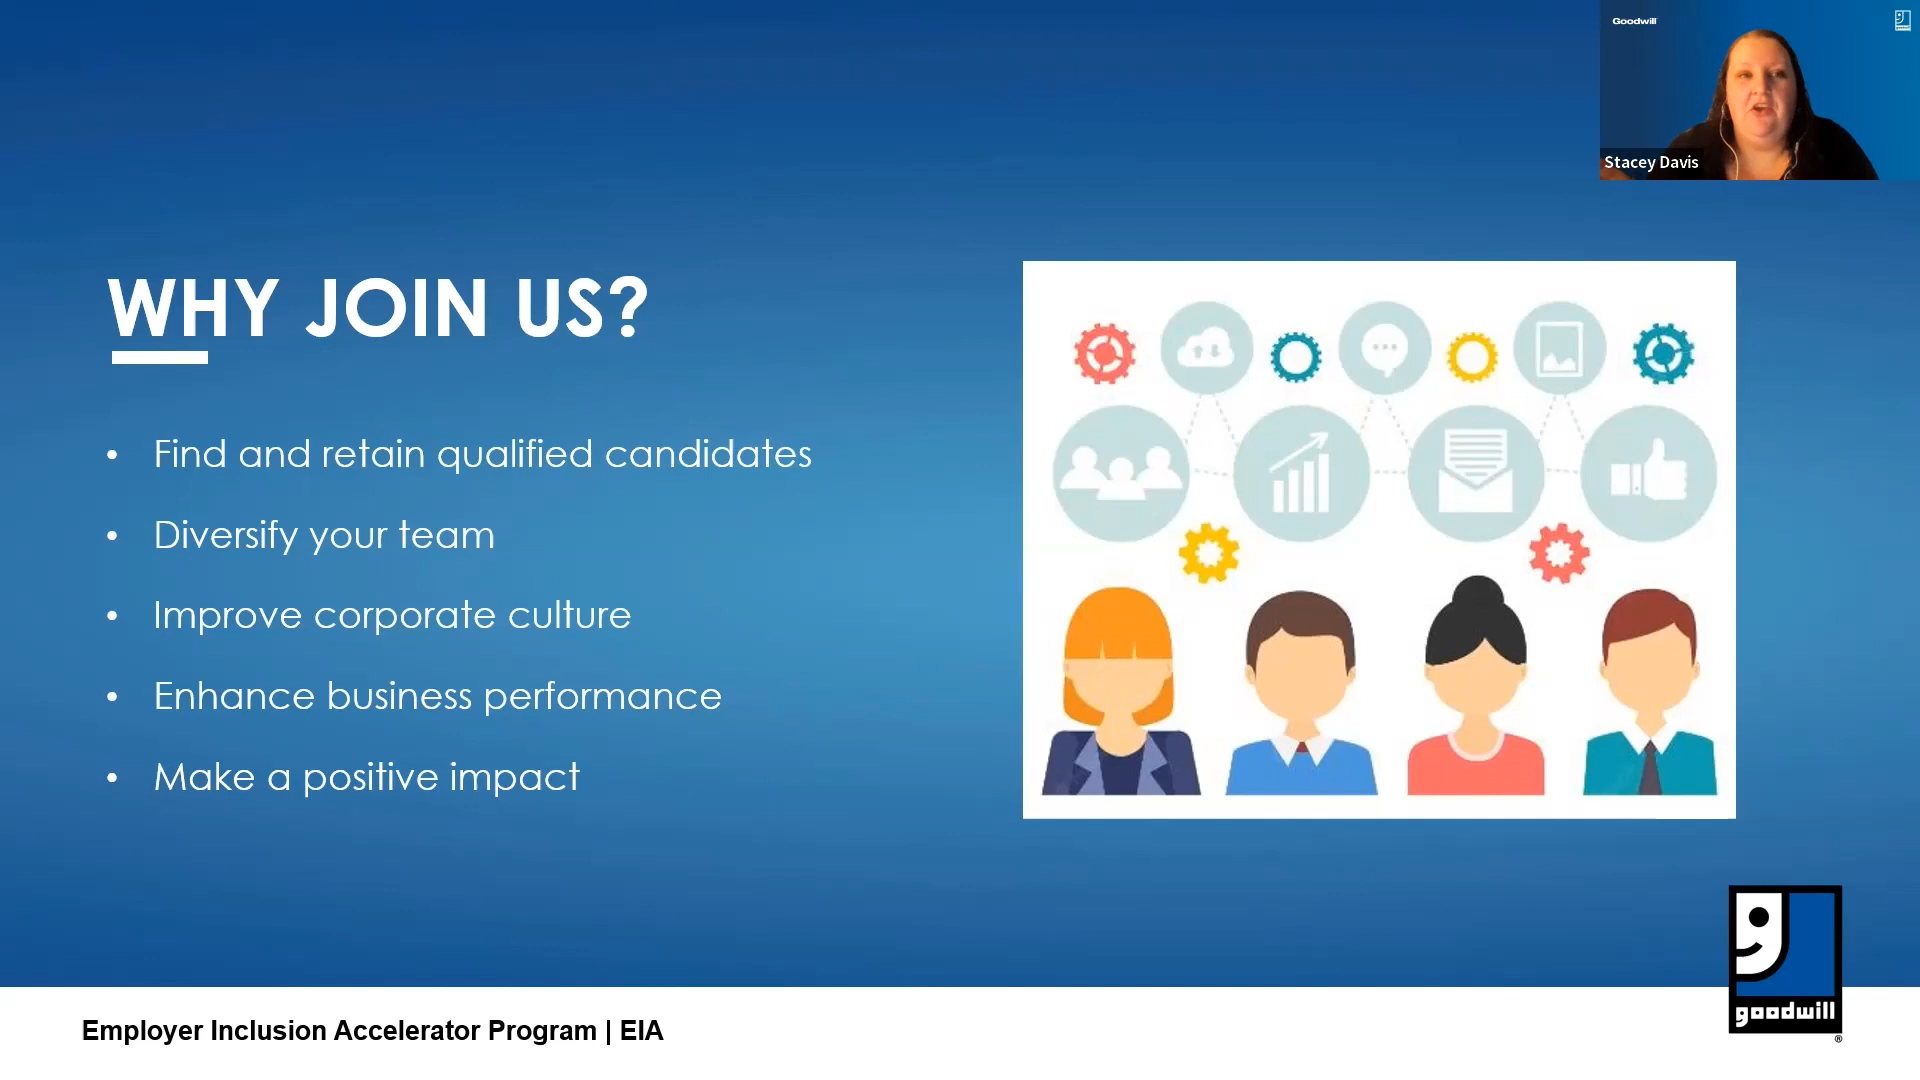 Goodwill
Stacey Davis
WHY JOIN US?
• Find and retain qualified candidates
• Diversify your team
• Improve corporate culture
• Enhance business performance
• Make a positive impact
goodwill
®
Employer Inclusion Accelerator Program | EIA